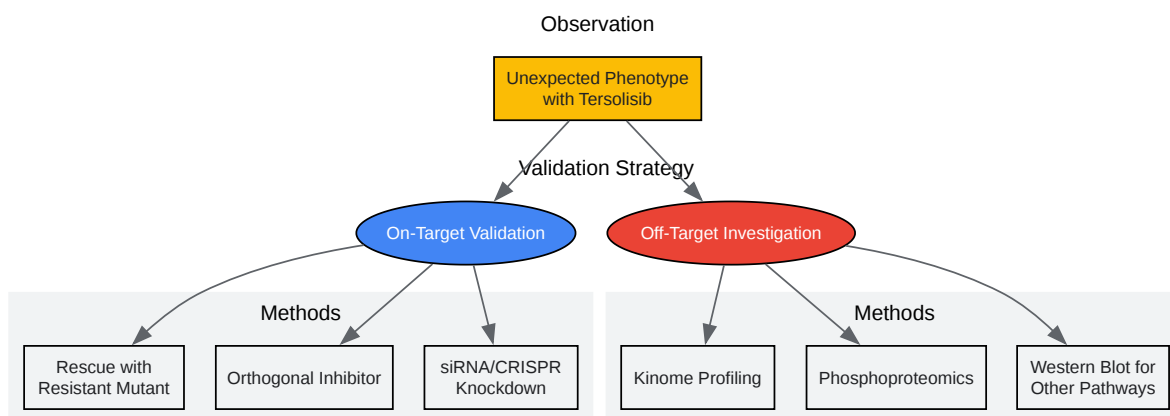 Observation
Unexpected Phenotype
with Tersolisib
Validation Strategy
On-Target Validation
Off-Target Investigation
Methods
Methods
Rescue with
Resistant Mutant
Orthogonal Inhibitor
siRNA/CRISPR
Knockdown
Kinome Profiling
Phosphoproteomics
Western Blot for
Other Pathways